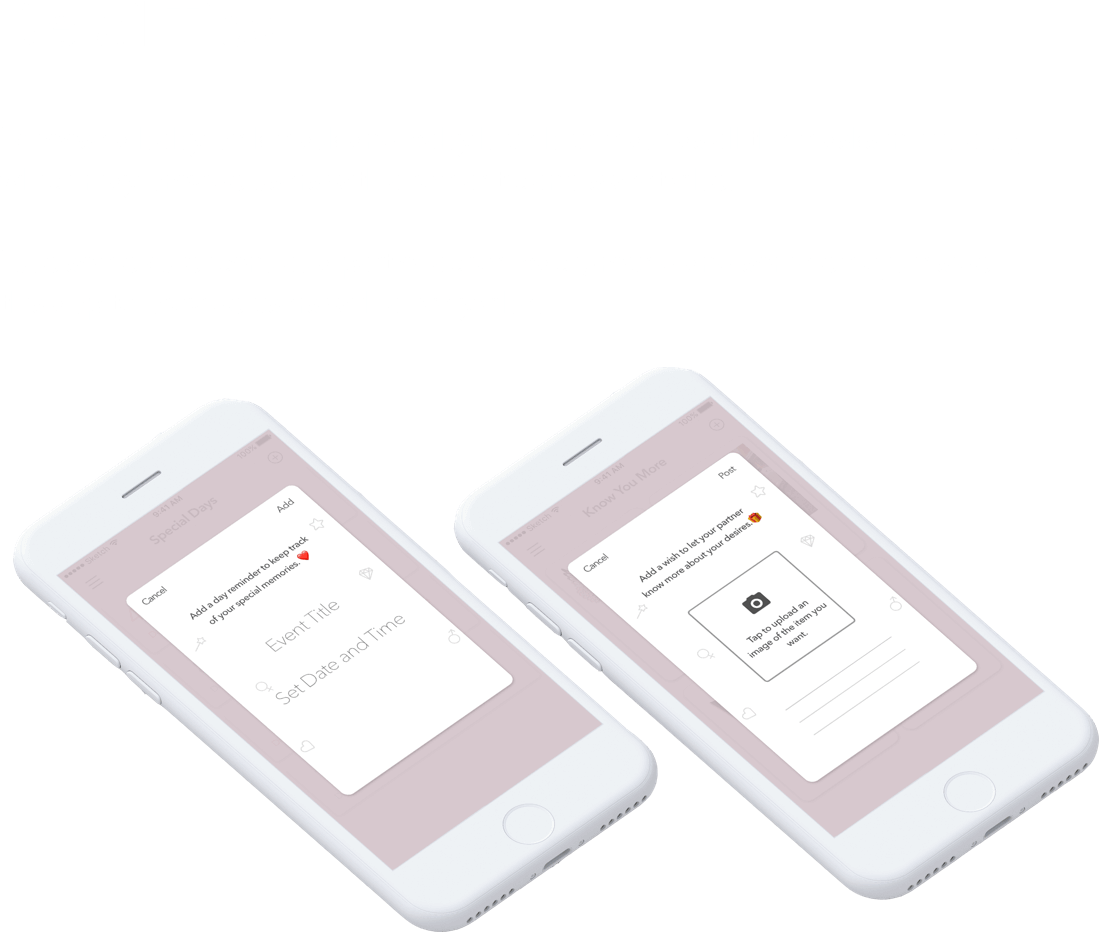 100%
9:41 AM
Sketch
Special Days
Cancel
Add
Add a day reminder to keep track
of your special memories.❤️
Event Title
Set Date and Time
100%
9:41 AM
Sketch
Know You More
Cancel
Post
Add a wish to let your partner
know more about your desires.🎁
Tap to upload an
image of the item you
want.